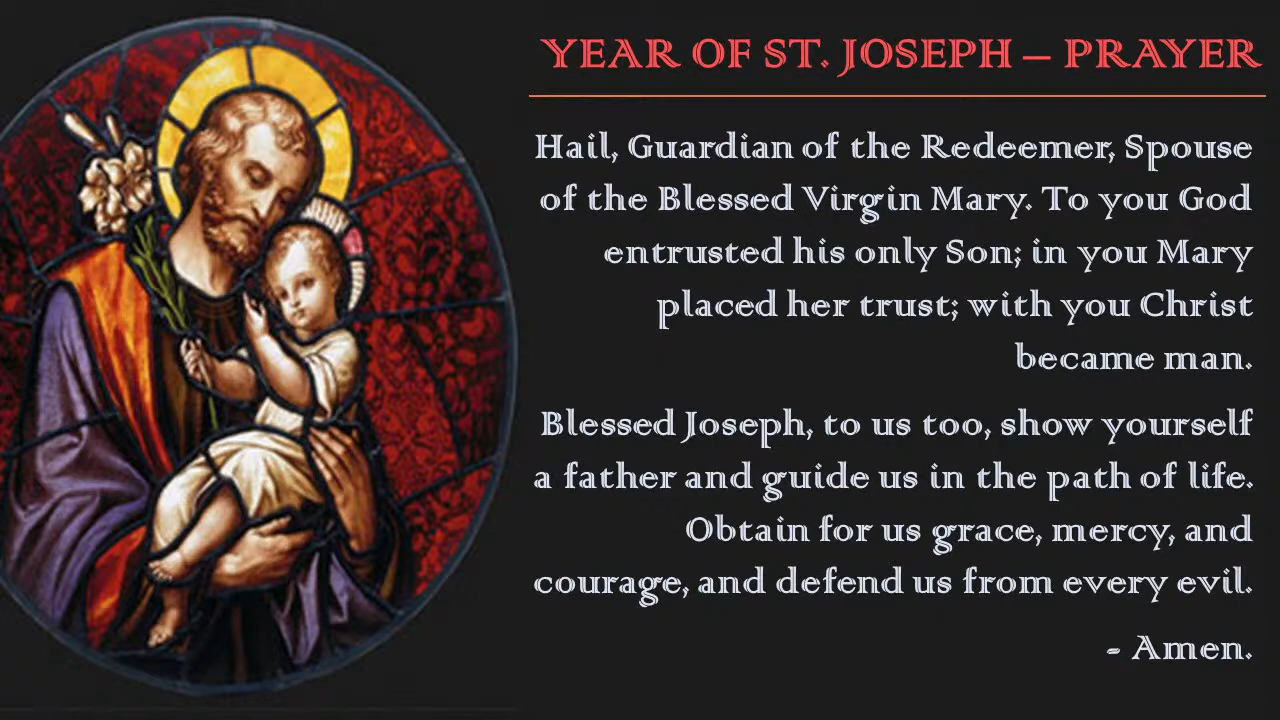 YEAR OF ST. JOSEPH – PRAYER
Hail, Guardian of the Redeemer, Spouse
of the Blessed Virgin Mary. To you God
entrusted his only Son; in you Mary
placed her trust; with you Christ
became man.
Blessed Joseph, to us too, show yourself
a father and guide us in the path of life.
Obtain for us grace, mercy, and
courage, and defend us from every evil.
- Amen.